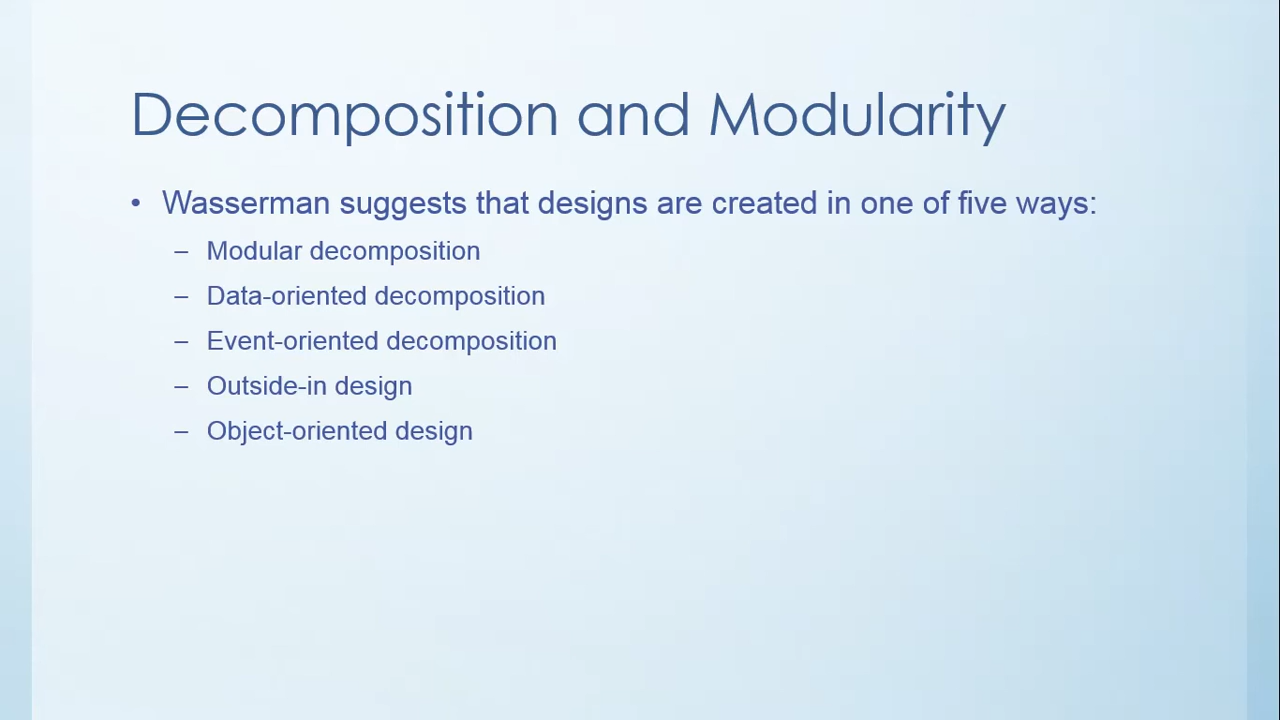 Decomposition and Modularity
• Wasserman suggests that designs are created in one of five ways:
– Modular decomposition
– Data-oriented decomposition
– Event-oriented decomposition
– Outside-in design
– Object-oriented design